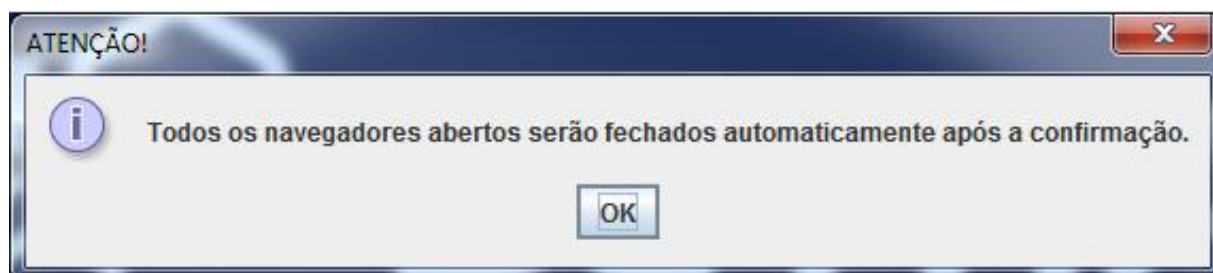 ATENÇÃO!
Todos os navegadores abertos serão fechados automaticamente após a confirmação.
OK